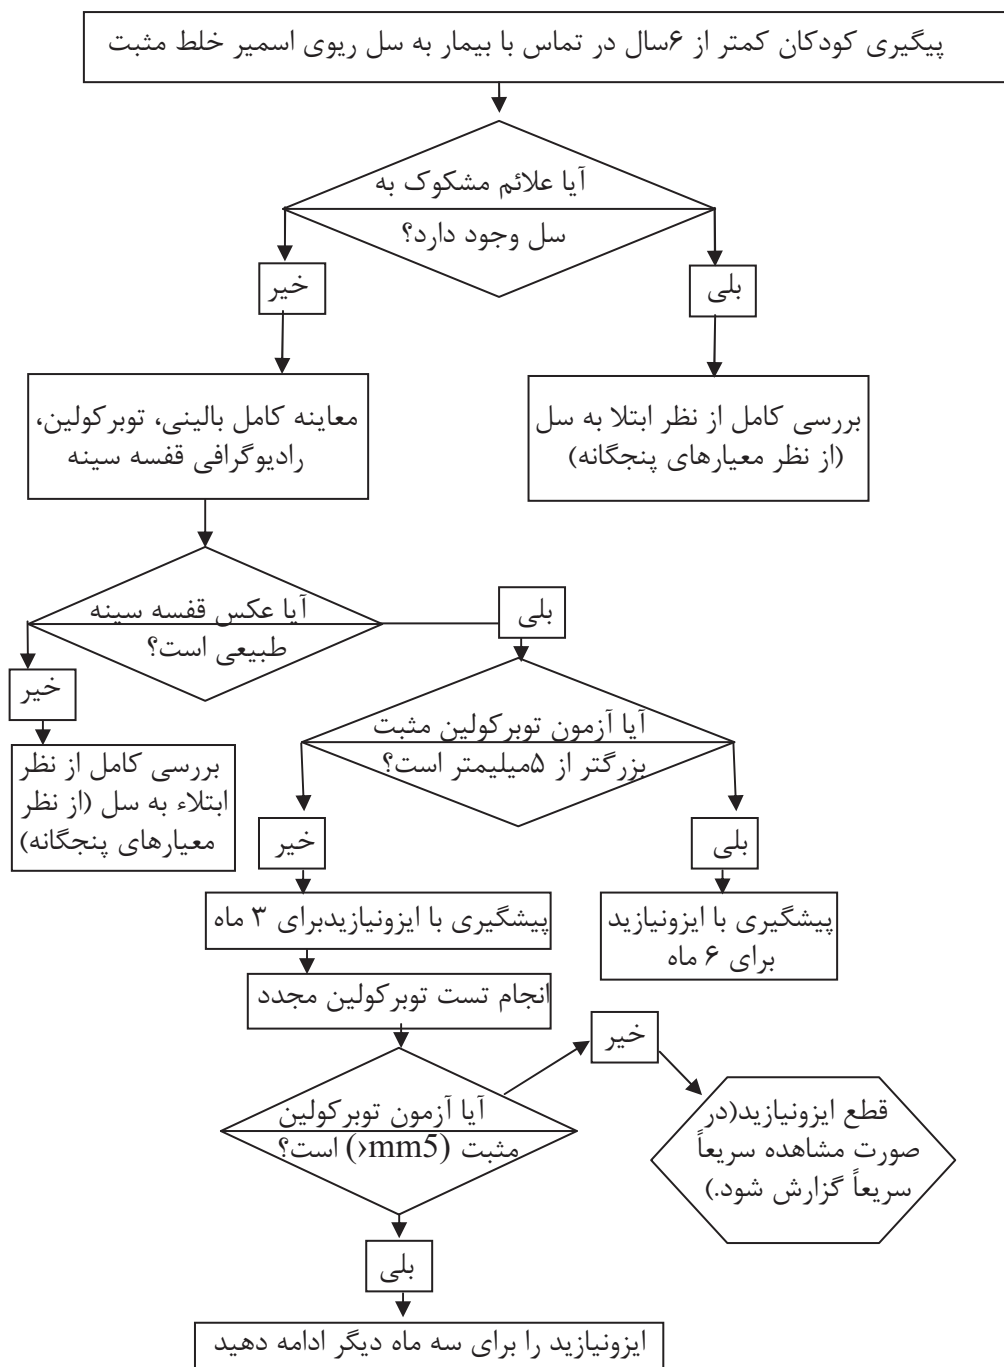 پیگیری کودکان کمتر از ۶سال در تماس با بیمار به سل ریوی اسمیر خلط مثبت
آیا علائم مشکوک به
سل وجود دارد؟
خیر
بلی
معاینه کامل بالینی، توبرکولین،
رادیوگرافی قفسه سینه
بررسی کامل از نظر ابتلا به سل
(از نظر معیارهای پنجگانه)
آیا عکس قفسه سینه
طبیعی است؟
بلی
خیر
بررسی کامل از نظر
ابتلاء به سل (از نظر
معیارهای پنجگانه)
آیا آزمون توبرکولین مثبت
بزرگتر از ۵میلیمتر است؟
خیر
بلی
پیشگیری با ایزونیازیدبرای ۳ ماه
پیشگیری با ایزونیازید
برای ۶ ماه
انجام تست توبرکولین مجدد
خیر
آیا آزمون توبرکولین
مثبت (›mm5) است؟
قطع ایزونیازید(در
صورت مشاهده سریعاً
سریعاً گزارش شود.)
بلی
ایزونیازید را برای سه ماه دیگر ادامه دهید